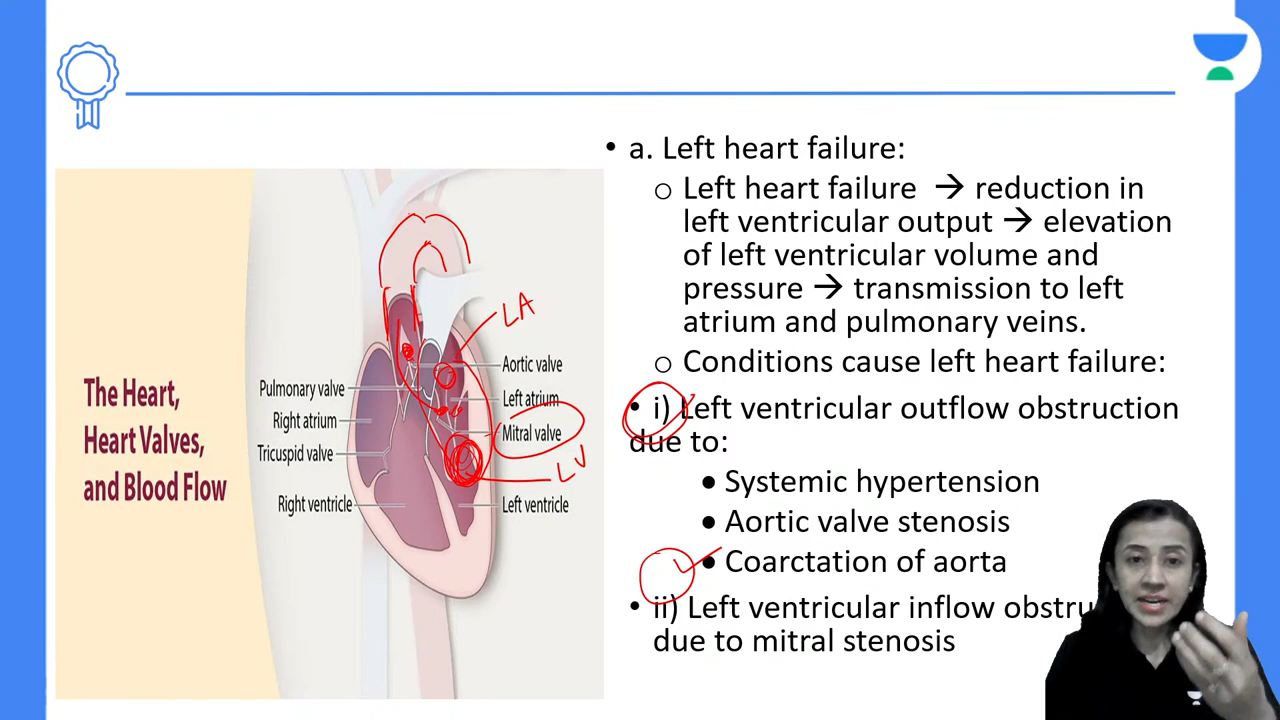 The Heart,
Heart Valves,
and Blood Flow
Pulmonary valve
Right atrium
Tricuspid valve
Right ventricle
Aortic valve
Left atrium
Mitral valve
Left ventricle
LA
LV
• a. Left heart failure:
o Left heart failure → reduction in
left ventricular output → elevation
of left ventricular volume and
pressure → transmission to left
atrium and pulmonary veins.
o Conditions cause left heart failure:
• i) Left ventricular outflow obstruction
due to:
• Systemic hypertension
• Aortic valve stenosis
• Coarctation of aorta
• ii) Left ventricular inflow
due to mitral stenosis